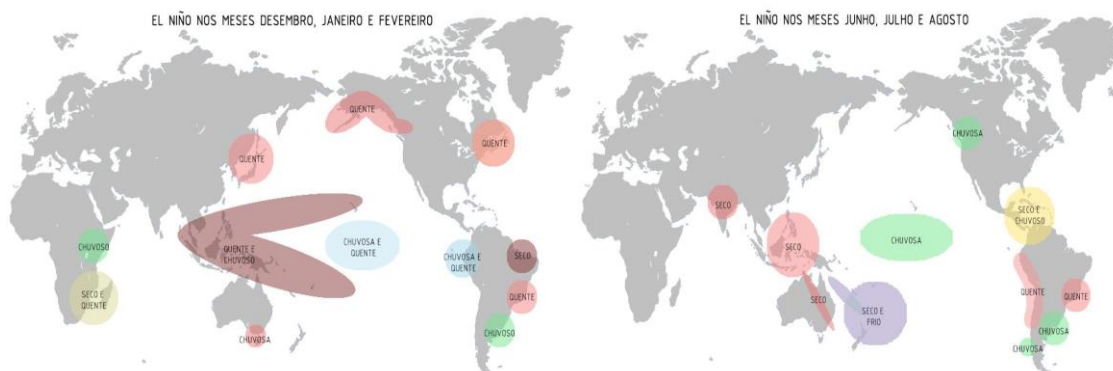 EL NIÑO NOS MESES DESEMBRO, JANEIRO E FEVEREIRO
QUENTE
QUENTE
QUENTE
CHUVOSO
SECO E
QUENTE
QUENTE E
CHUVOSO
CHUVOSA E
QUENTE
CHUVOSA E
QUENTE
SECO
QUENTE
CHUVOSO
CHUVOSA
EL NIÑO NOS MESES JUNHO, JULHO E AGOSTO
CHUVOSA
SECO
SECO E
CHUVOSO
SECO
CHUVOSA
SECO
SECO E
FRIO
QUENTE
QUENTE
CHUVOSA
CHUVOSA